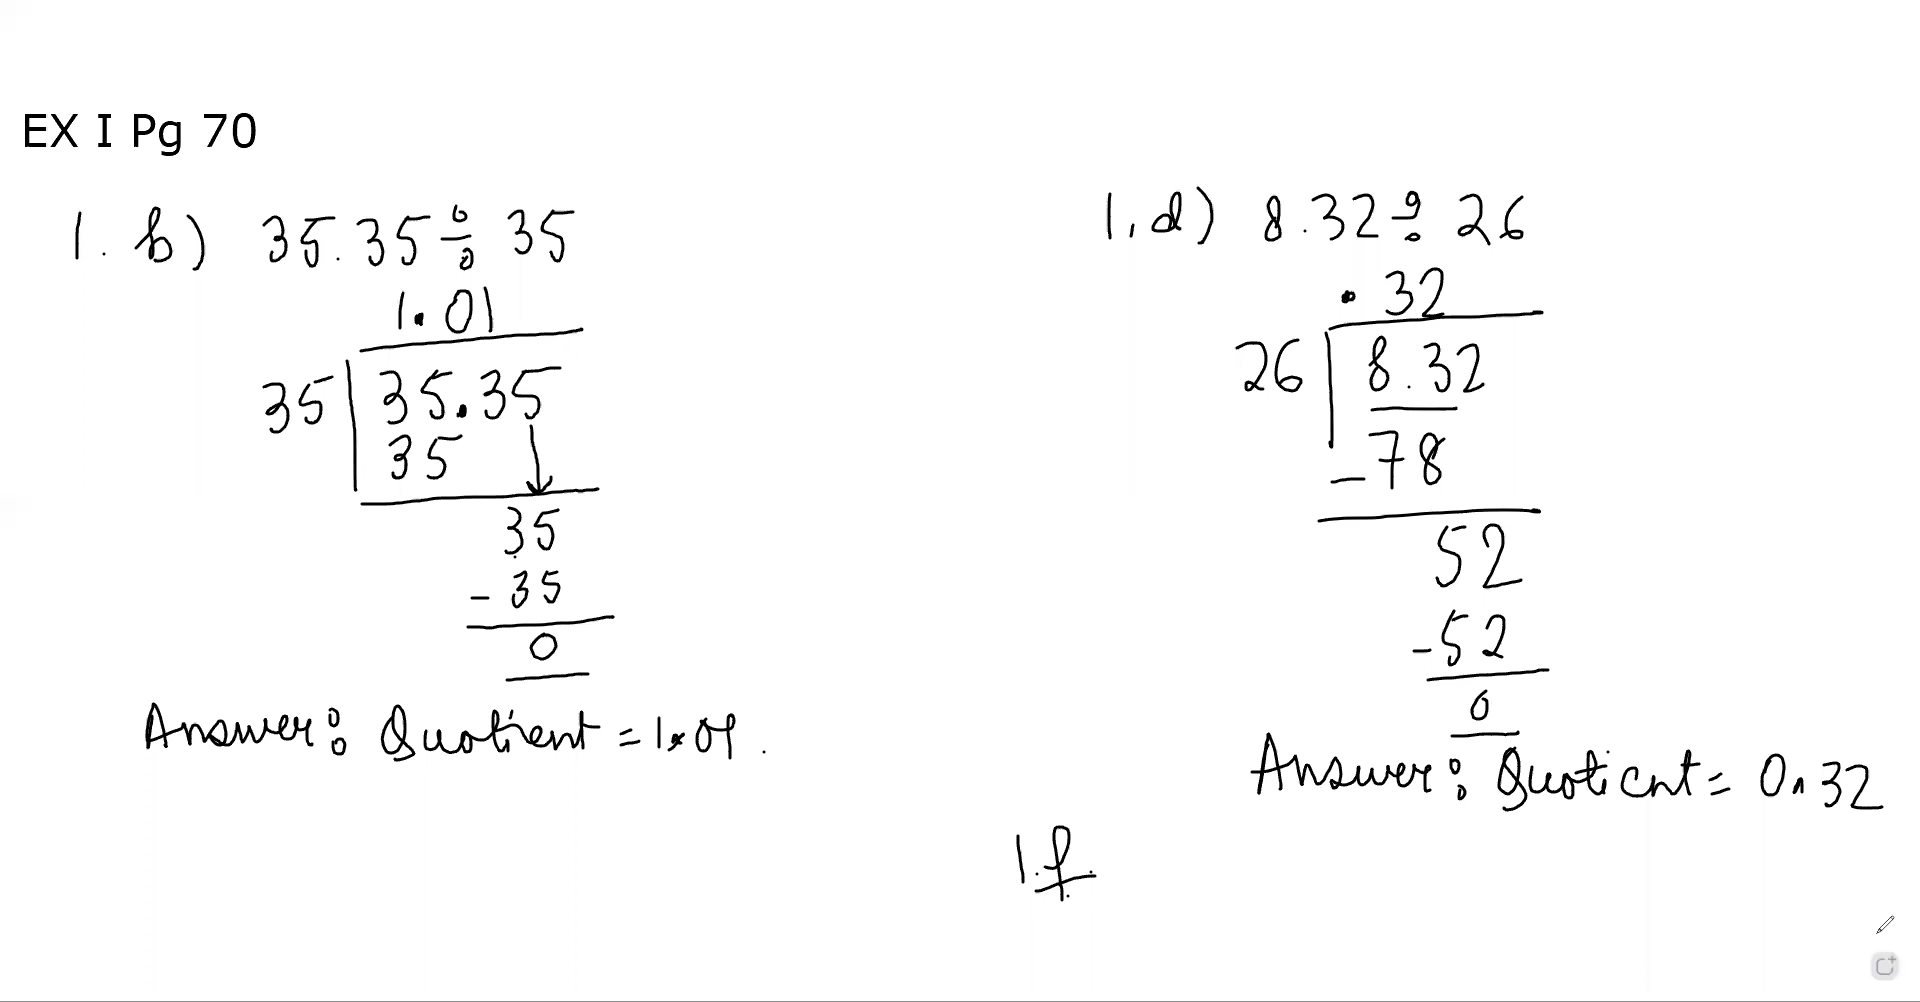 EX I Pg 70
1. b) 35.35 ÷ 35
1.01
35 35.35
35
35
- 35
0
Answer: Quotient = 1.01.
1. d) 8.32 ÷ 26
.32
26 8.32
- 78
52
- 52
0
Answer: Quotient = 0.32
1.f.